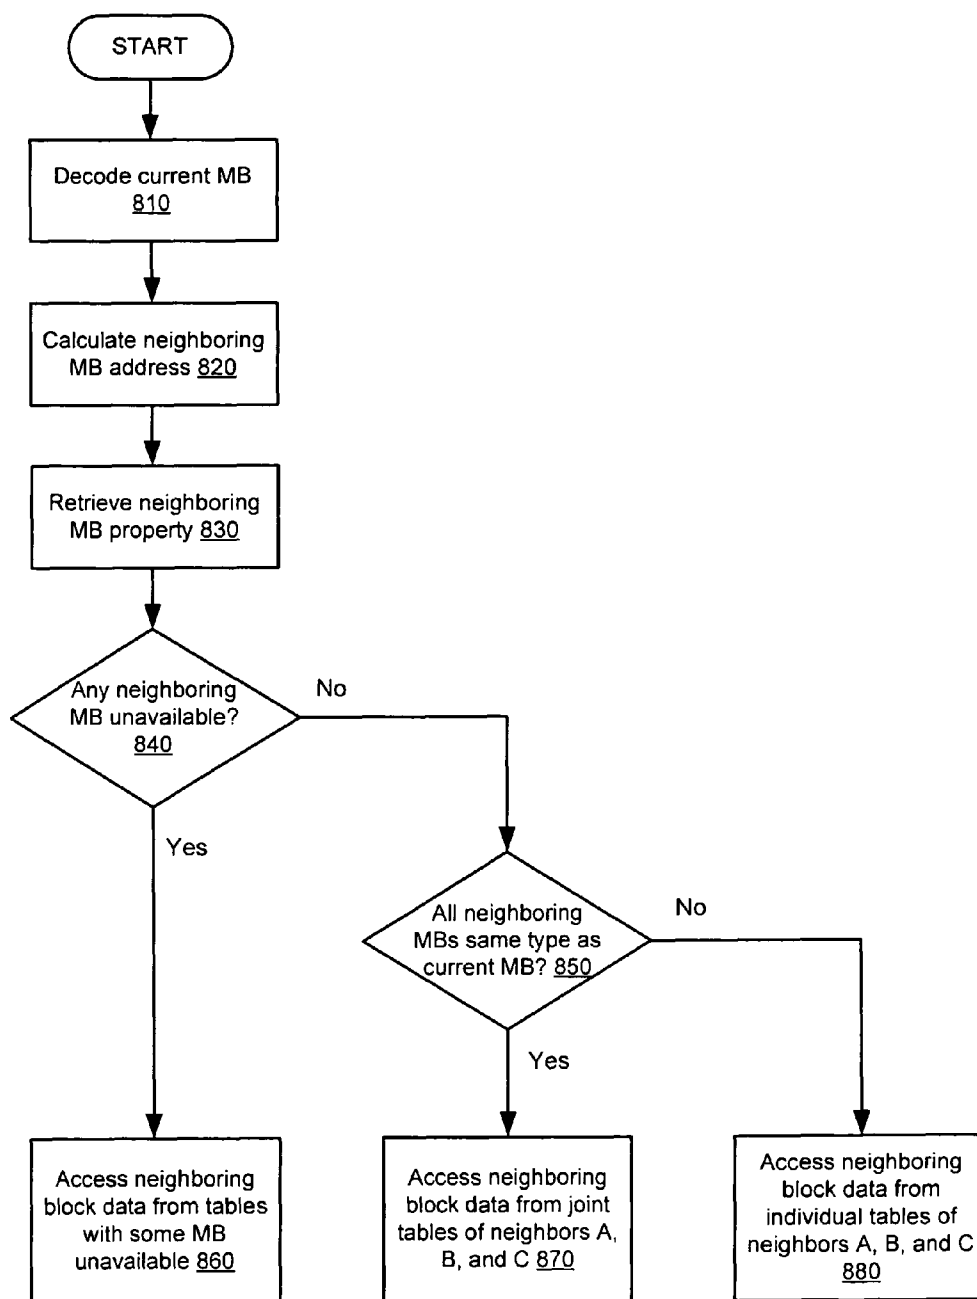 START
Decode current MB
810
Calculate neighboring
MB address 820
Retrieve neighboring
MB property 830
Any neighboring
MB unavailable?
840
No
Yes
All neighboring
MBs same type as
current MB? 850
No
Yes
Access neighboring
block data from tables
with some MB
unavailable 860
Access neighboring
block data from joint
tables of neighbors A,
B, and C 870
Access neighboring
block data from
individual tables of
neighbors A, B, and C
880